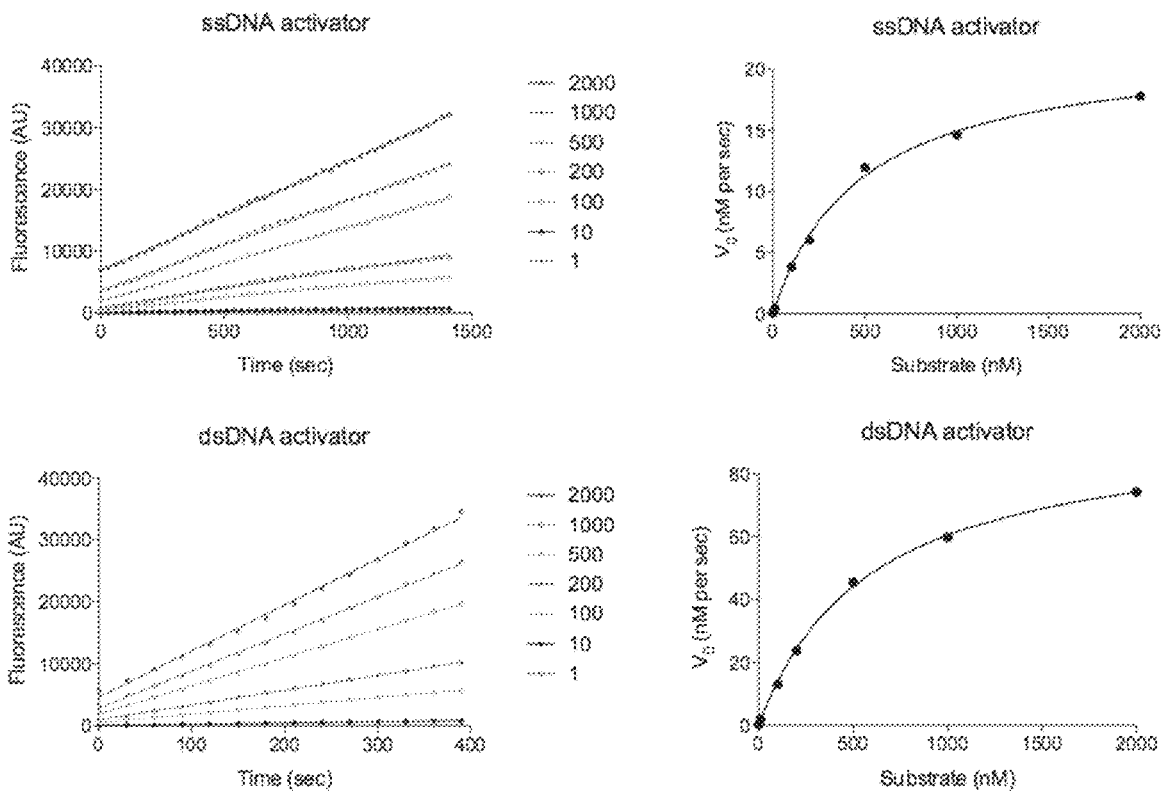 ssDNA activator
40000
30000
20000
10000
0
Fluorescence (AU)
0 500 1000 1500
Time (sec)
2000
1000
500
200
100
10
1
ssDNA activator
20
15
10
5
0
V0 (nM per sec)
0 500 1000 1500 2000
Substrate (nM)
dsDNA activator
40000
30000
20000
10000
0
Fluorescence (AU)
0 100 200 300 400
Time (sec)
2000
1000
500
200
100
10
1
dsDNA activator
80
60
40
20
0
V0 (nM per sec)
0 500 1000 1500 2000
Substrate (nM)